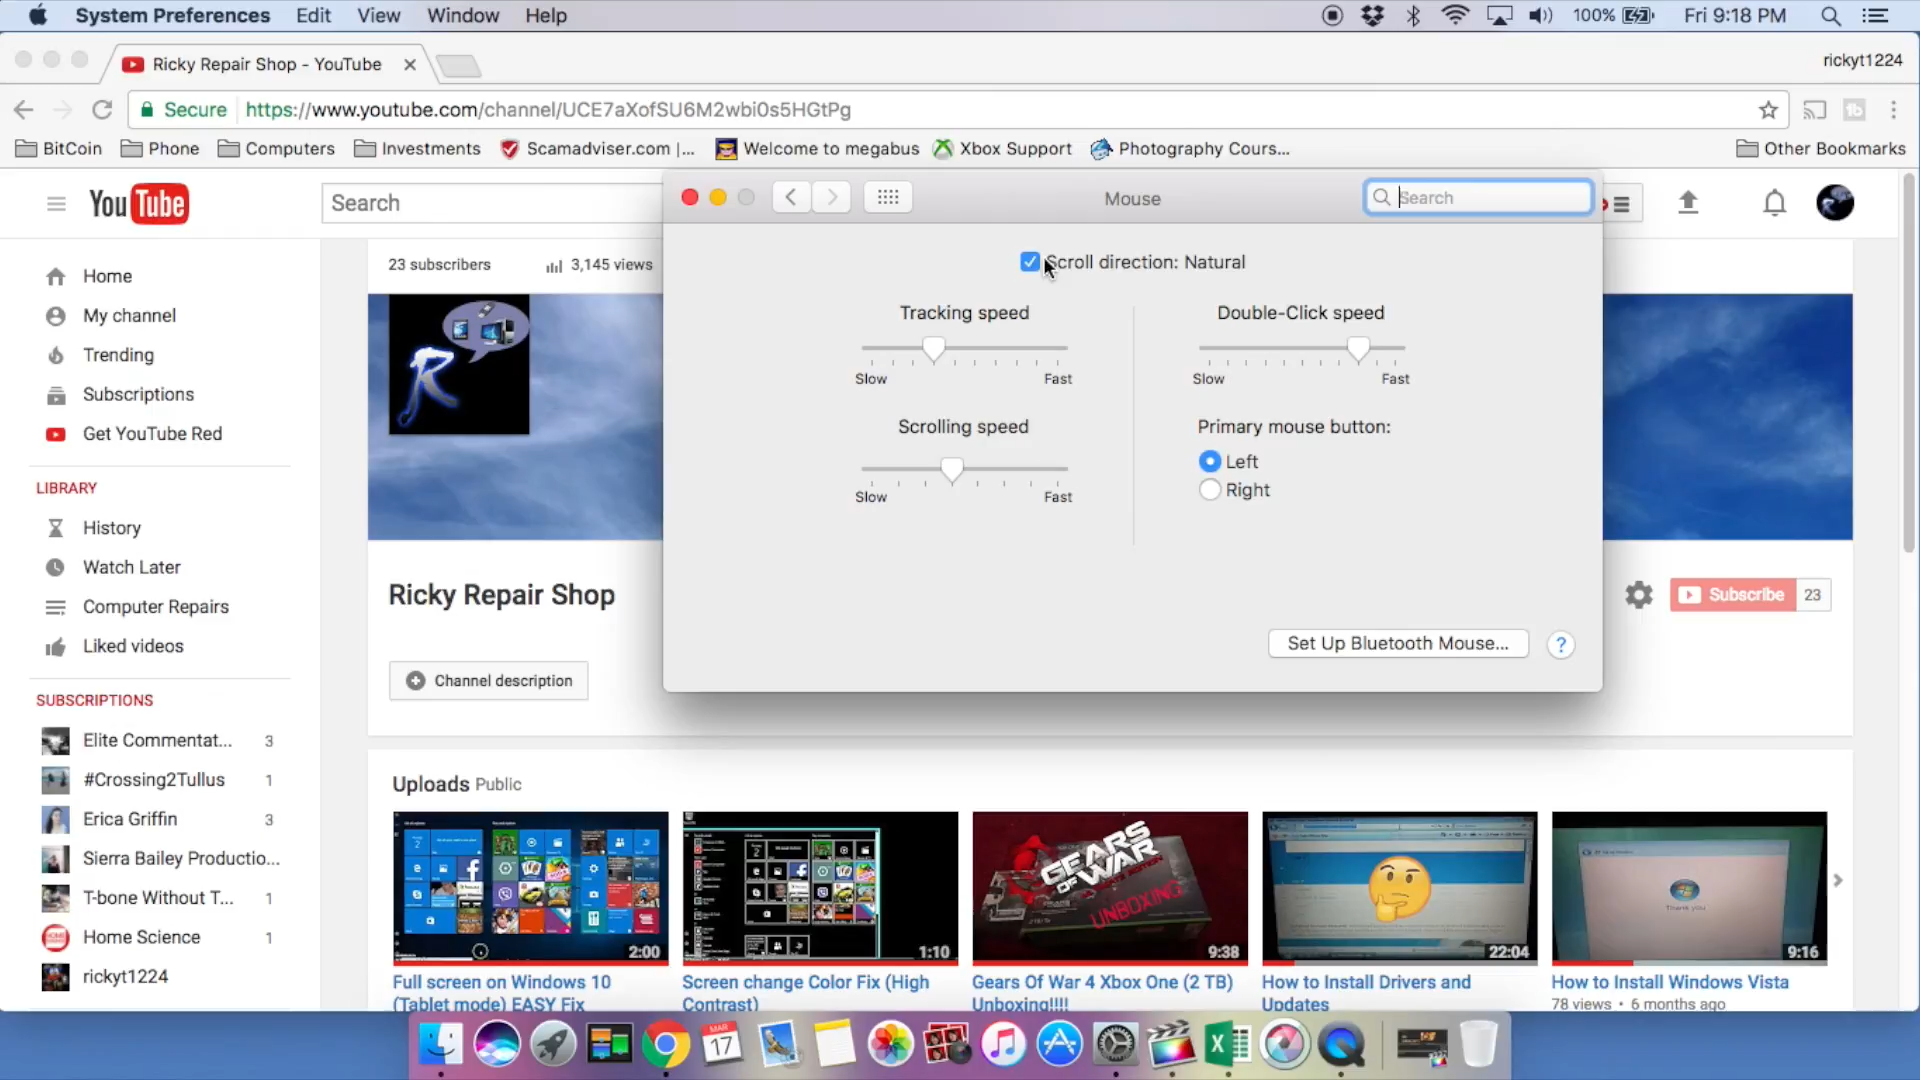 System Preferences Edit View Window Help 100% Fri 9:18 PM
Ricky Repair Shop - YouTube
rickyt1224
Secure https://www.youtube.com/channel/UCE7aXofSU6M2wbi0s5HGtPg
BitCoin Phone Computers Investments Scamadviser.com |... Welcome to megabus Xbox Support Photography Cours... Other Bookmarks
YouTube
Search
Mouse
Search
Home
My channel
Trending
Subscriptions
Get YouTube Red
LIBRARY
History
Watch Later
Computer Repairs
Liked videos
SUBSCRIPTIONS
Elite Commentat... 3
#Crossing2Tullus 1
Erica Griffin 3
Sierra Bailey Productio...
T-bone Without T... 1
Home Science 1
rickyt1224
23 subscribers 3,145 views
R
Scroll direction: Natural
Tracking speed
Slow Fast
Double-Click speed
Slow Fast
Scrolling speed
Slow Fast
Primary mouse button:
Left
Right
Set Up Bluetooth Mouse... ?
Ricky Repair Shop
Subscribe 23
Channel description
Uploads Public
2:00
Full screen on Windows 10
(Tablet mode) EASY Fix
1:10
Screen change Color Fix (High
Contrast)
GEARS
OF WAR
UNBOXING
9:38
Gears Of War 4 Xbox One (2 TB)
Unboxing!!!!
22:04
How to Install Drivers and
Updates
Thank you
9:16
How to Install Windows Vista
78 views • 6 months ago
MAR
17